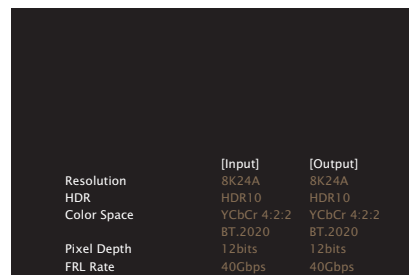 [Input] [Output]
Resolution 8K24A 8K24A
HDR HDR10 HDR10
Color Space YCbCr 4:2:2 YCbCr 4:2:2
BT.2020 BT.2020
Pixel Depth 12bits 12bits
FRL Rate 40Gbps 40Gbps